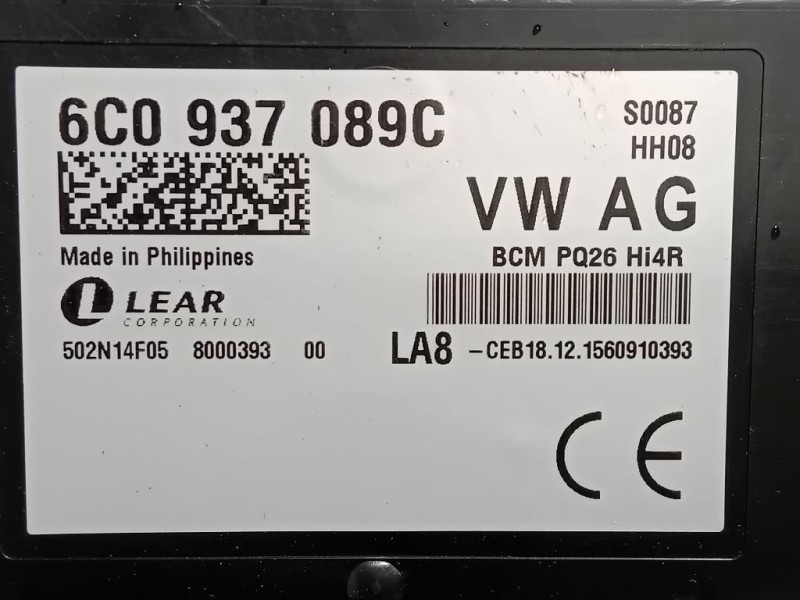 6C0 937 089C
S0087
HH08
VW AG
Made in Philippines
BCM PQ26 Hi4R
LEAR
CORPORATION
502N14F05 8000393 00
LA8 -CEB18.12.1560910393
CE